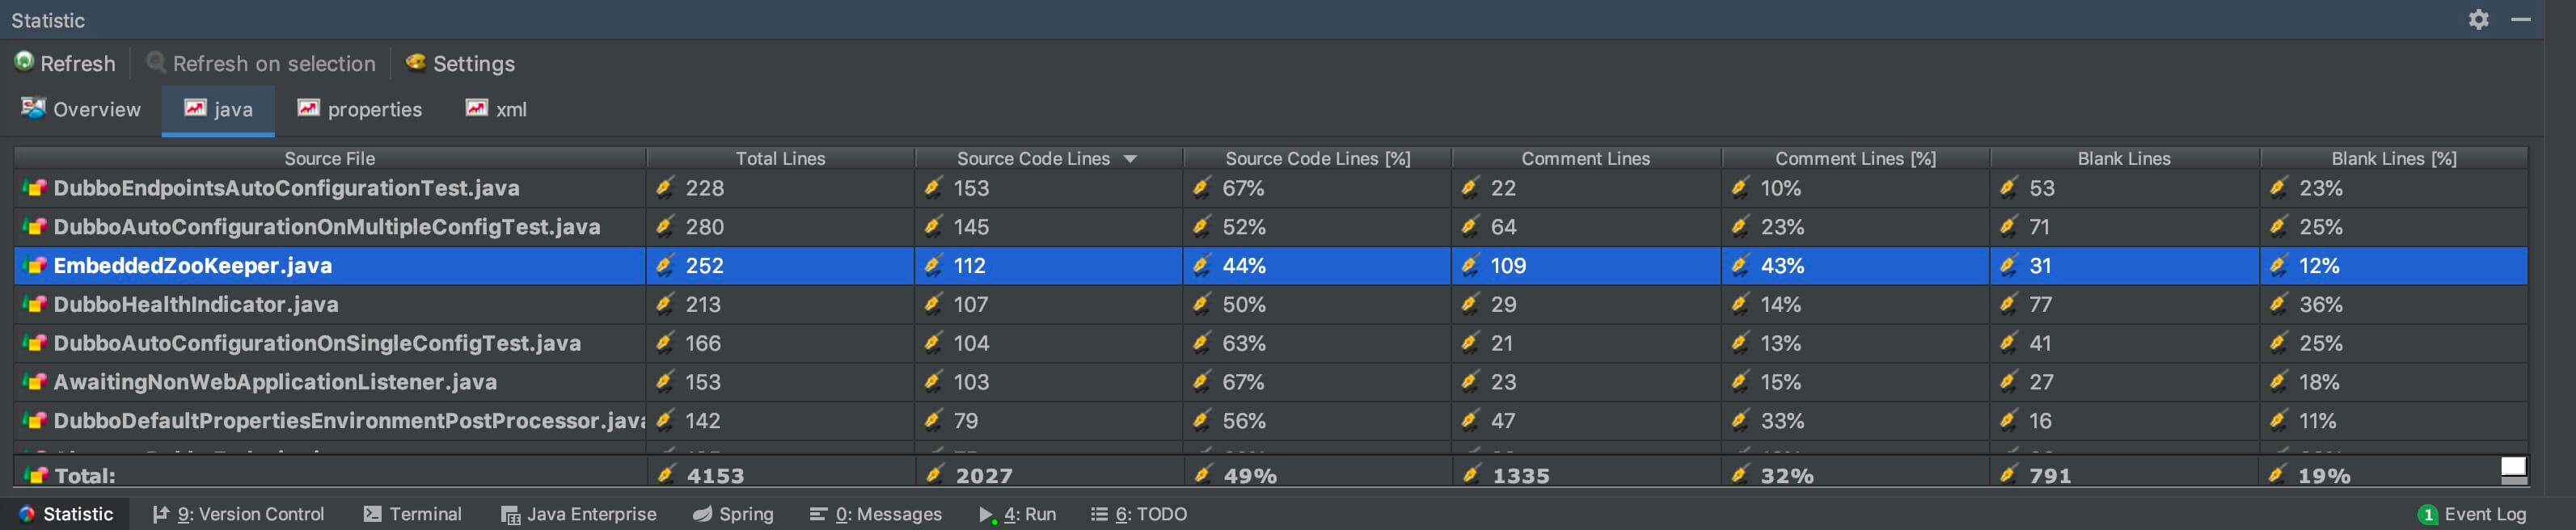 Statistic
Refresh Refresh on selection Settings
Overview java properties xml
Source File Total Lines Source Code Lines Source Code Lines [%] Comment Lines Comment Lines [%] Blank Lines Blank Lines [%]
DubboEndpointsAutoConfigurationTest.java 228 153 67% 22 10% 53 23%
DubboAutoConfigurationOnMultipleConfigTest.java 280 145 52% 64 23% 71 25%
EmbeddedZooKeeper.java 252 112 44% 109 43% 31 12%
DubboHealthIndicator.java 213 107 50% 29 14% 77 36%
DubboAutoConfigurationOnSingleConfigTest.java 166 104 63% 21 13% 41 25%
AwaitingNonWebApplicationListener.java 153 103 67% 23 15% 27 18%
DubboDefaultPropertiesEnvironmentPostProcessor.java 142 79 56% 47 33% 16 11%
Total: 4153 2027 49% 1335 32% 791 19%
Statistic 9: Version Control Terminal Java Enterprise Spring 0: Messages 4: Run 6: TODO 1 Event Log